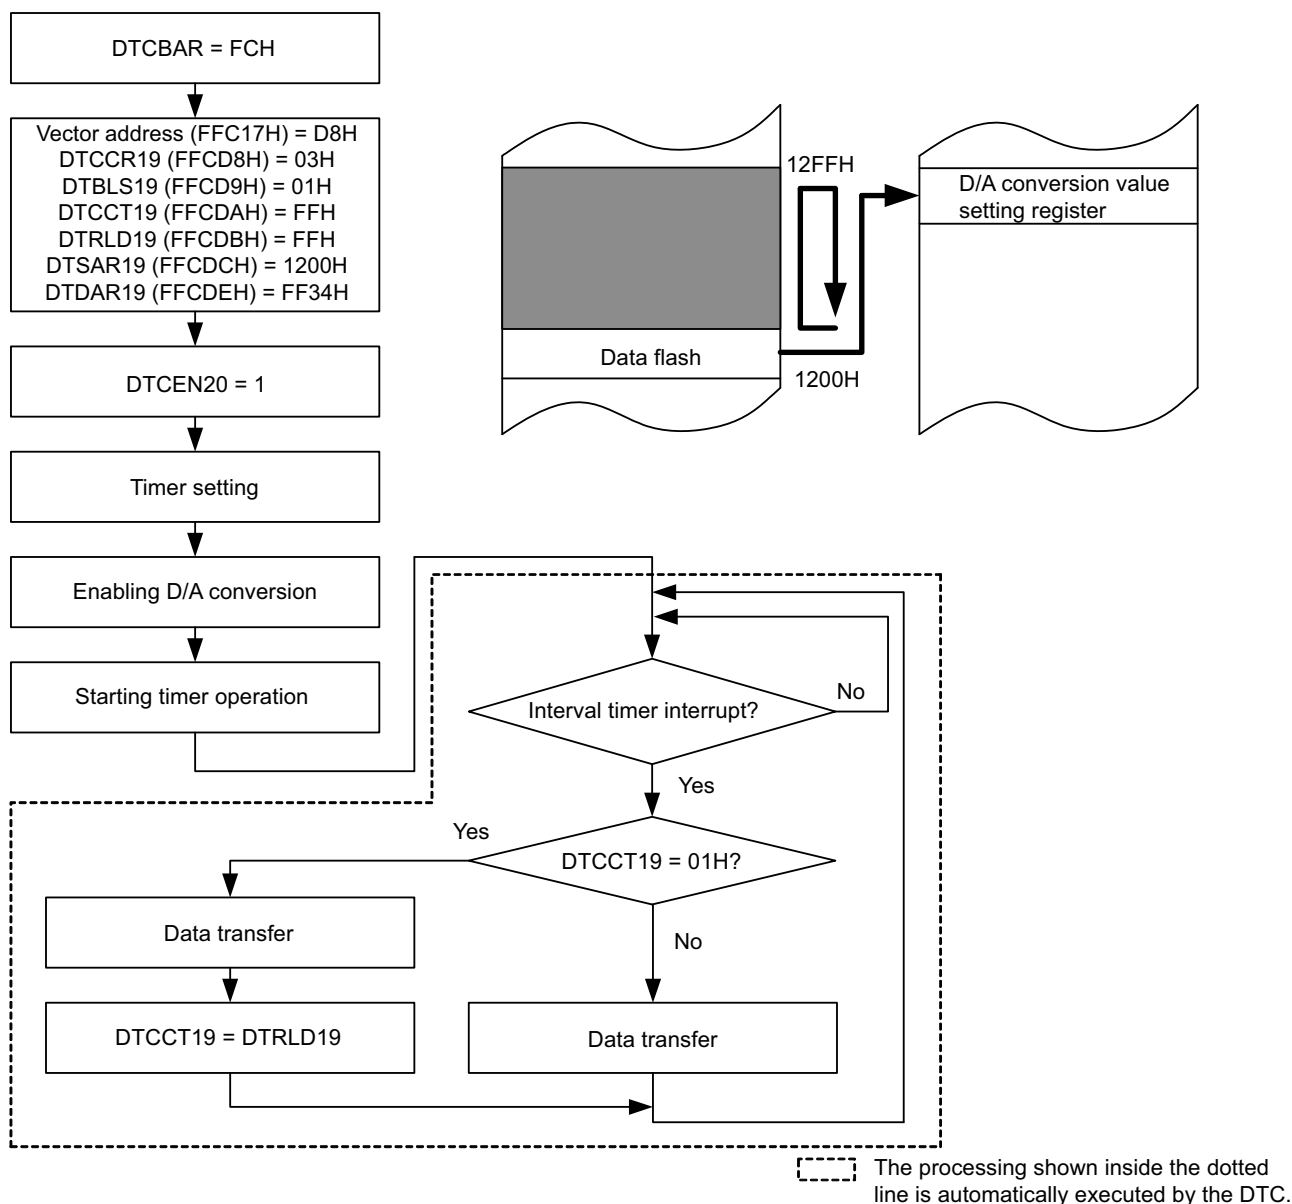 DTCBAR = FCH
Vector address (FFC17H) = D8H
DTCCR19 (FFCD8H) = 03H
DTBLS19 (FFCD9H) = 01H
DTCCT19 (FFCDAH) = FFH
DTRLD19 (FFCDBH) = FFH
DTSAR19 (FFCDCH) = 1200H
DTDAR19 (FFCDEH) = FF34H
DTCEN20 = 1
Timer setting
Enabling D/A conversion
Starting timer operation
12FFH
D/A conversion value
setting register
Data flash
1200H
Interval timer interrupt?
No
Yes
DTCCT19 = 01H?
Yes
No
Data transfer
DTCCT19 = DTRLD19
Data transfer
The processing shown inside the dotted
line is automatically executed by the DTC.